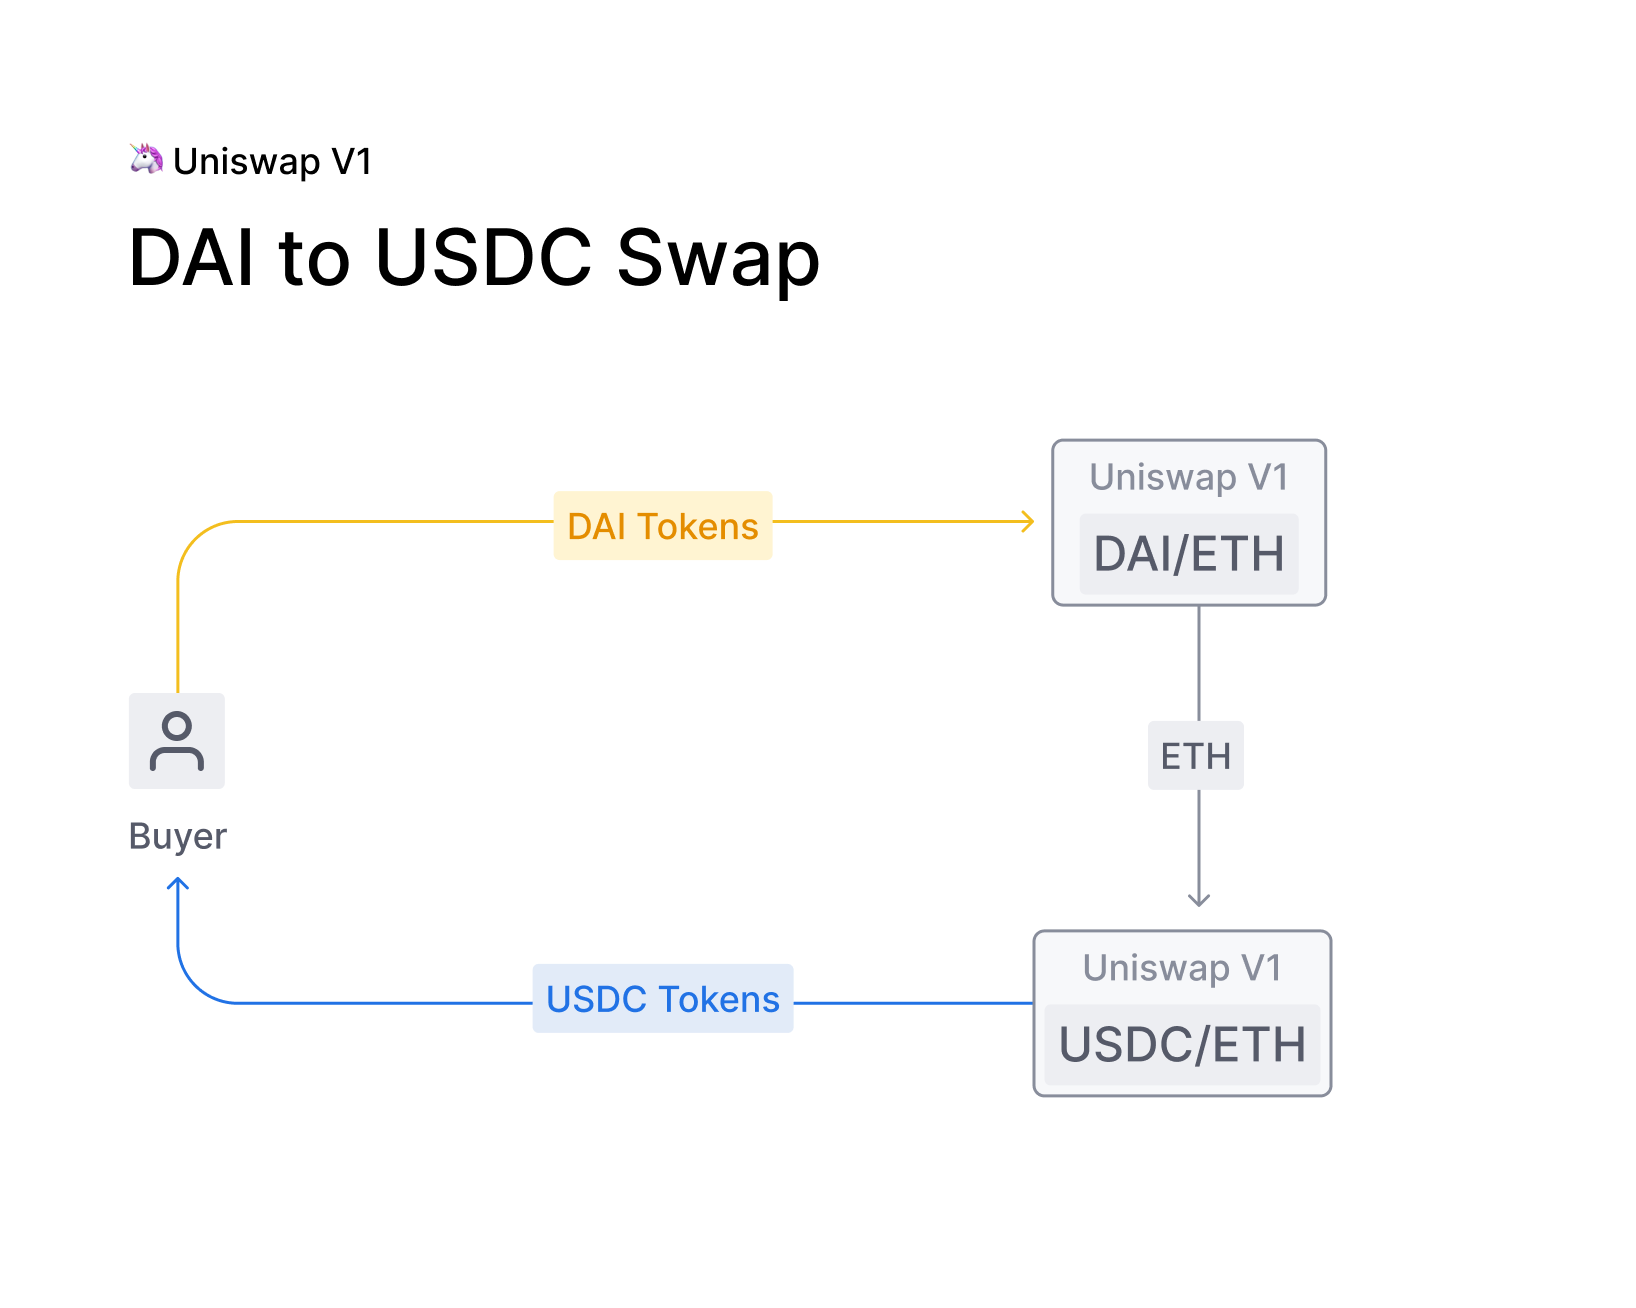 🦄 Uniswap V1
DAI to USDC Swap
DAI Tokens
Uniswap V1
DAI/ETH
ETH
Buyer
USDC Tokens
Uniswap V1
USDC/ETH